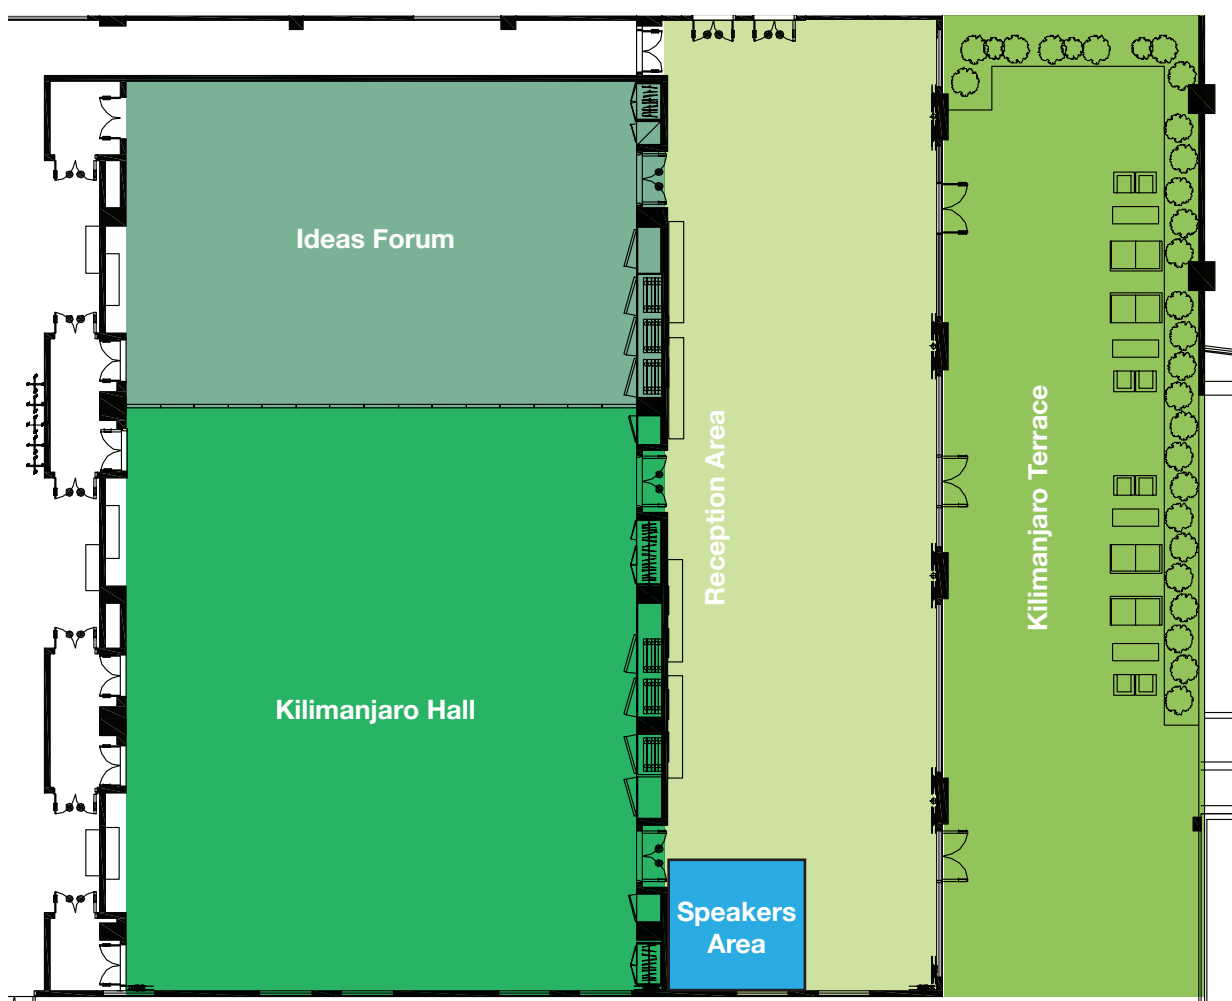 Ideas Forum
Reception Area
Kilimanjaro Terrace
Kilimanjaro Hall
Speakers
Area